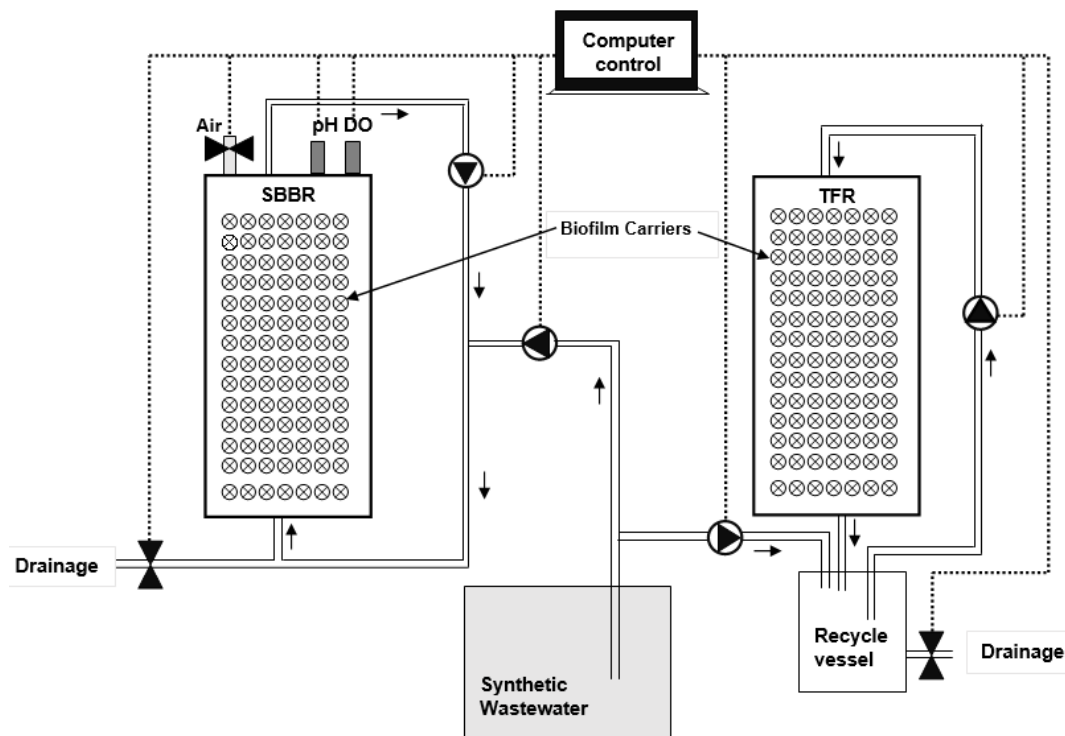 Computer
control
Air
pH DO
SBBR
TFR
Biofilm Carriers
Drainage
Recycle
vessel
Drainage
Synthetic
Wastewater